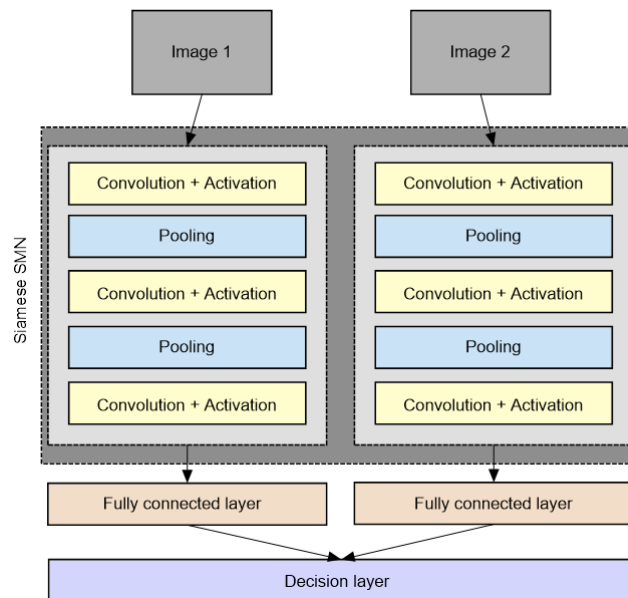 Image 1
Image 2
Siamese SMN
Convolution + Activation
Pooling
Convolution + Activation
Pooling
Convolution + Activation
Convolution + Activation
Pooling
Convolution + Activation
Pooling
Convolution + Activation
Fully connected layer
Fully connected layer
Decision layer